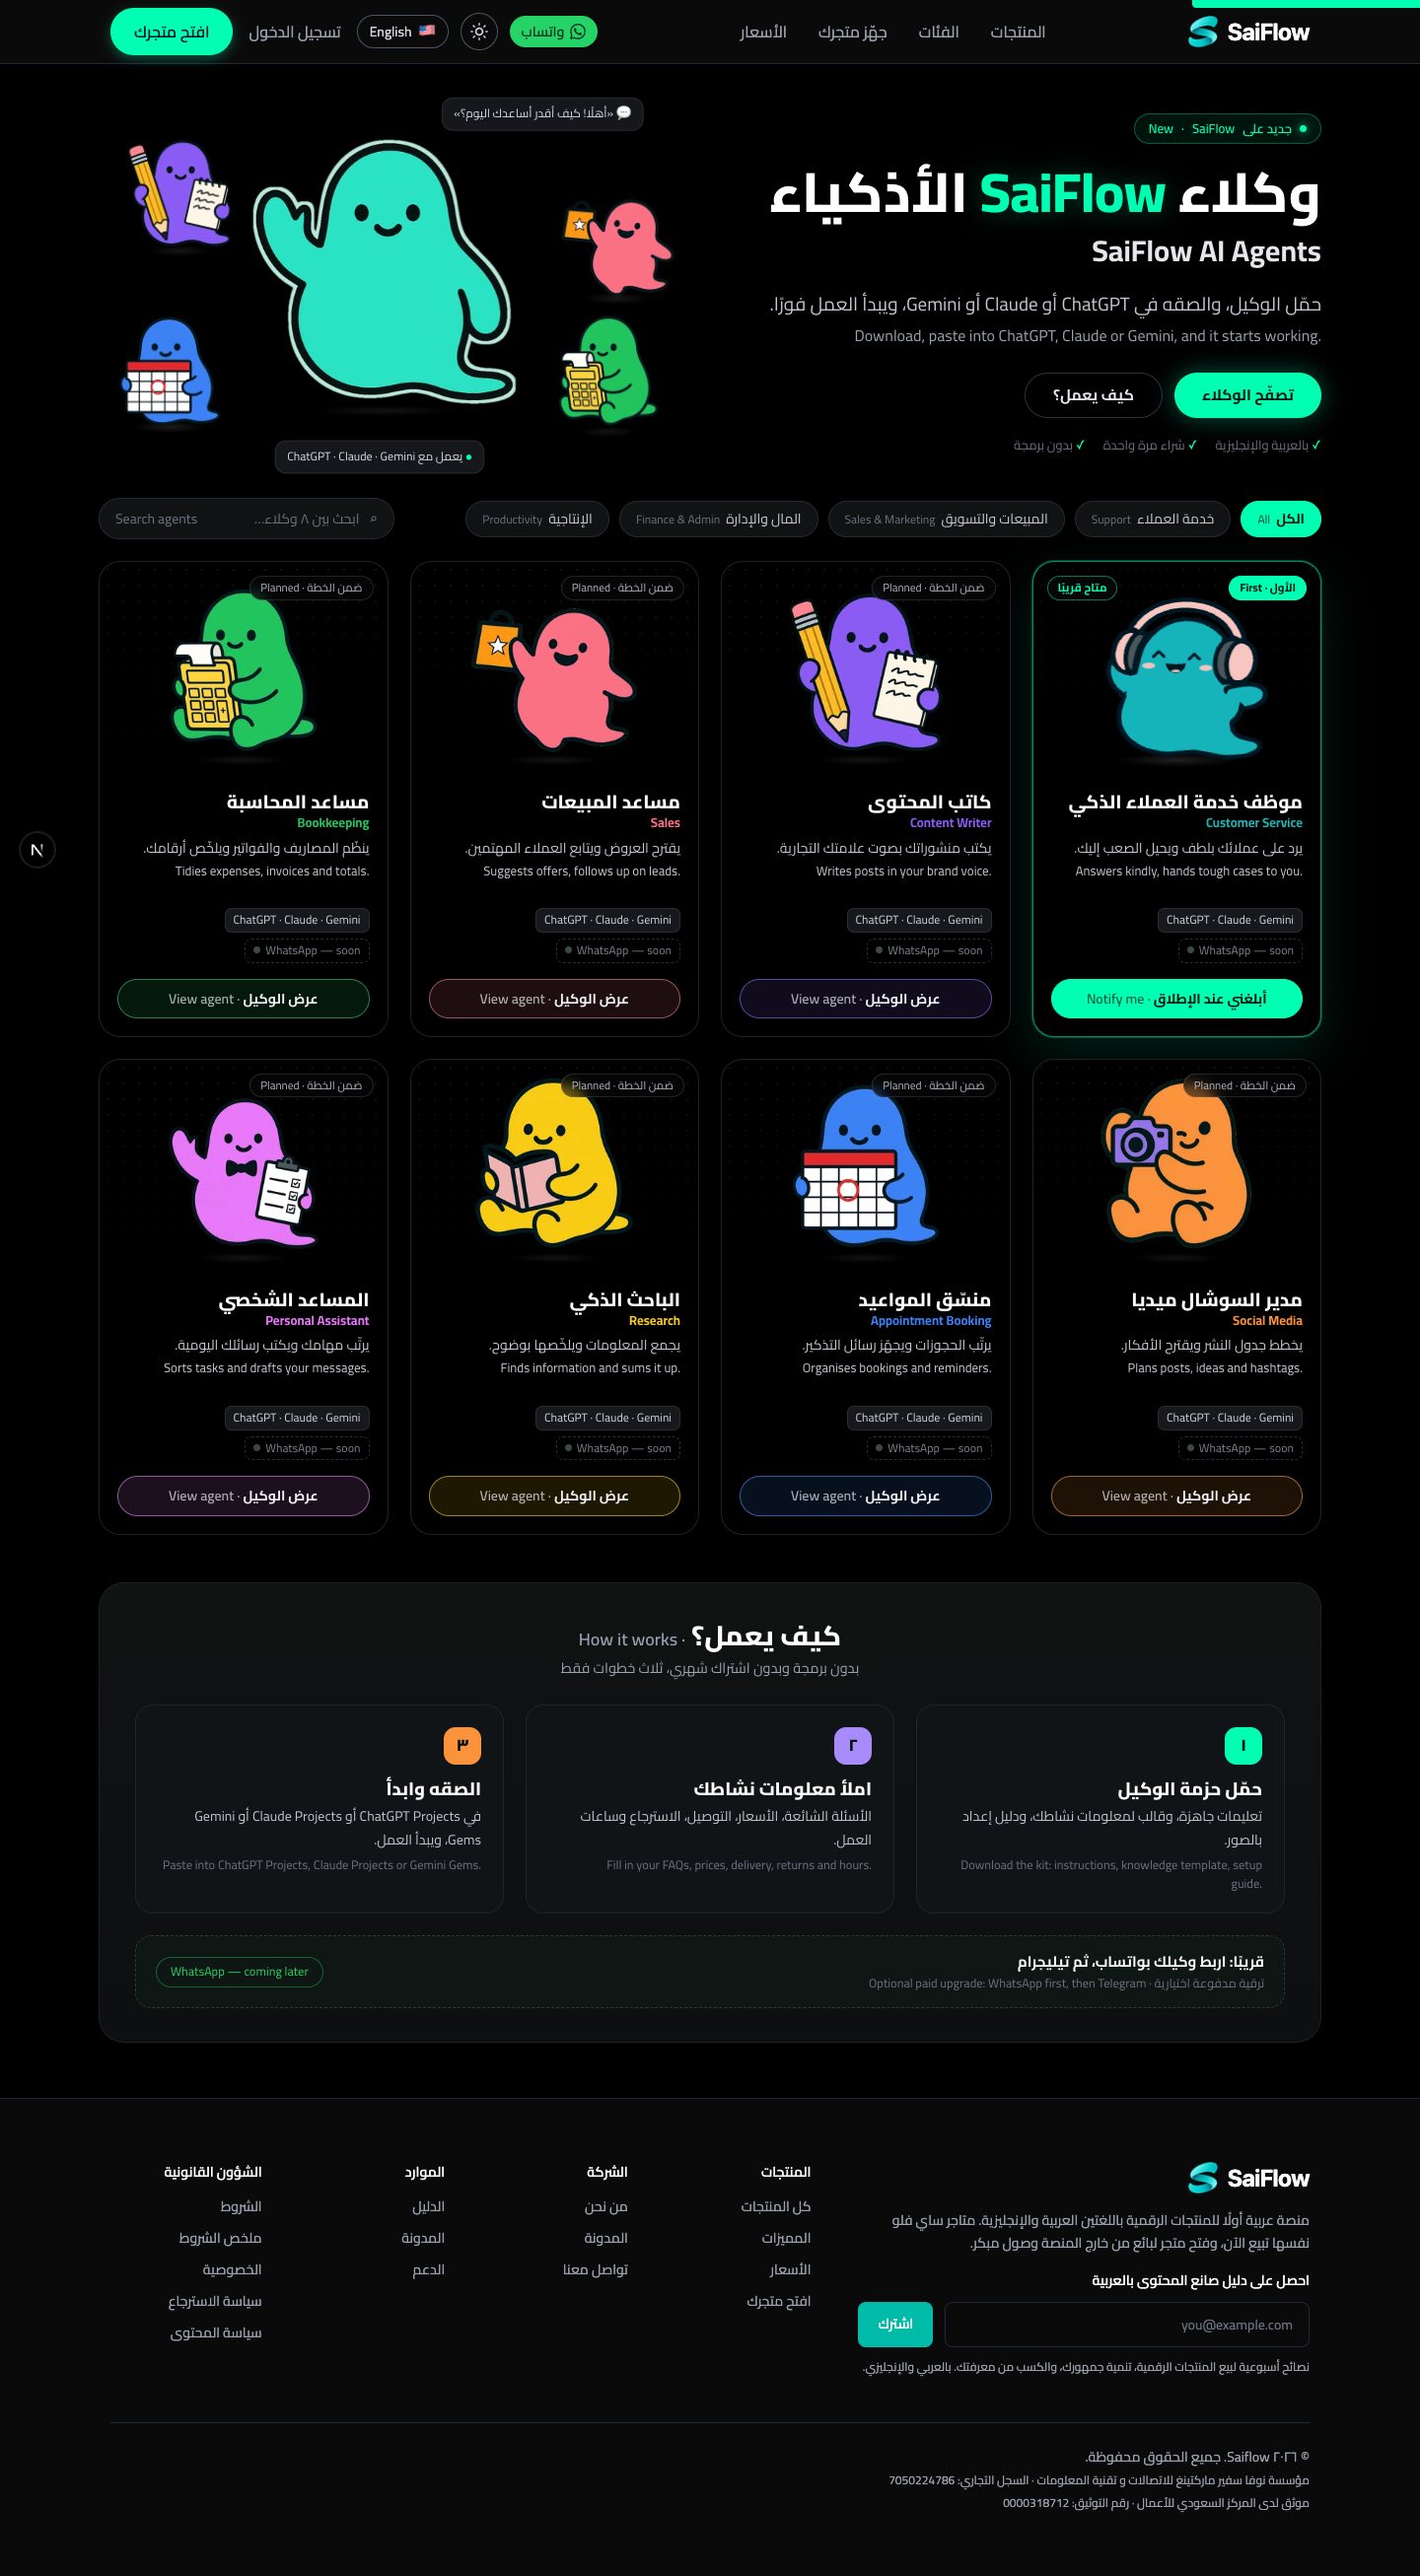 SaiFlow
المنتجات
الفئات
جهّز متجرك
الأسعار
واتساب
English
تسجيل الدخول
افتح متجرك
جديد على SaiFlow · New
وكلاء SaiFlow الأذكياء
SaiFlow AI Agents
حمّل الوكيل، والصقه في ChatGPT أو Claude أو Gemini، ويبدأ العمل فورًا.
Download, paste into ChatGPT, Claude or Gemini, and it starts working.
تصفّح الوكلاء
كيف يعمل؟
✓ بالعربية والإنجليزية
✓ شراء مرة واحدة
✓ بدون برمجة
«أهلًا! كيف أقدر أساعدك اليوم؟»
يعمل مع ChatGPT · Claude · Gemini
الكل All
خدمة العملاء Support
المبيعات والتسويق Sales & Marketing
المال والإدارة Finance & Admin
الإنتاجية Productivity
ابحث بين ٨ وكلاء… Search agents
الأول · First
متاح قريبًا
موظف خدمة العملاء الذكي
Customer Service
يرد على عملائك بلطف ويحيل الصعب إليك.
Answers kindly, hands tough cases to you.
ChatGPT · Claude · Gemini
WhatsApp — soon
أبلغني عند الإطلاق · Notify me
ضمن الخطة · Planned
كاتب المحتوى
Content Writer
يكتب منشوراتك بصوت علامتك التجارية.
Writes posts in your brand voice.
ChatGPT · Claude · Gemini
WhatsApp — soon
عرض الوكيل · View agent
ضمن الخطة · Planned
مساعد المبيعات
Sales
يقترح العروض ويتابع العملاء المهتمين.
Suggests offers, follows up on leads.
ChatGPT · Claude · Gemini
WhatsApp — soon
عرض الوكيل · View agent
ضمن الخطة · Planned
مساعد المحاسبة
Bookkeeping
ينظّم المصاريف والفواتير ويلخّص أرقامك.
Tidies expenses, invoices and totals.
ChatGPT · Claude · Gemini
WhatsApp — soon
عرض الوكيل · View agent
ضمن الخطة · Planned
مدير السوشال ميديا
Social Media
يخطط جدول النشر ويقترح الأفكار.
Plans posts, ideas and hashtags.
ChatGPT · Claude · Gemini
WhatsApp — soon
عرض الوكيل · View agent
ضمن الخطة · Planned
منسّق المواعيد
Appointment Booking
يرتّب الحجوزات ويجهّز رسائل التذكير.
Organises bookings and reminders.
ChatGPT · Claude · Gemini
WhatsApp — soon
عرض الوكيل · View agent
ضمن الخطة · Planned
الباحث الذكي
Research
يجمع المعلومات ويلخّصها بوضوح.
Finds information and sums it up.
ChatGPT · Claude · Gemini
WhatsApp — soon
عرض الوكيل · View agent
ضمن الخطة · Planned
المساعد الشخصي
Personal Assistant
يرتّب مهامك ويكتب رسائلك اليومية.
Sorts tasks and drafts your messages.
ChatGPT · Claude · Gemini
WhatsApp — soon
عرض الوكيل · View agent
N
كيف يعمل؟ · How it works
بدون برمجة وبدون اشتراك شهري، ثلاث خطوات فقط
١
حمّل حزمة الوكيل
تعليمات جاهزة، وقالب لمعلومات نشاطك، ودليل إعداد
بالصور.
Download the kit: instructions, knowledge template, setup
guide.
٢
املأ معلومات نشاطك
الأسئلة الشائعة، الأسعار، التوصيل، الاسترجاع وساعات
العمل.
Fill in your FAQs, prices, delivery, returns and hours.
٣
الصقه وابدأ
في ChatGPT Projects أو Claude Projects أو Gemini
Gems، ويبدأ العمل.
Paste into ChatGPT Projects, Claude Projects or Gemini Gems.
قريبًا: اربط وكيلك بواتساب، ثم تيليجرام
ترقية مدفوعة اختيارية · Optional paid upgrade: WhatsApp first, then Telegram
WhatsApp — coming later
SaiFlow
منصة عربية أولًا للمنتجات الرقمية باللغتين العربية والإنجليزية. متاجر ساي فلو
نفسها تبيع الآن، وفتح متجر لبائع من خارج المنصة وصول مبكر.
احصل على دليل صانع المحتوى بالعربية
you@example.com
اشترك
نصائح أسبوعية لبيع المنتجات الرقمية، تنمية جمهورك، والكسب من معرفتك. بالعربي والإنجليزي.
المنتجات
كل المنتجات
المميزات
الأسعار
افتح متجرك
الشركة
من نحن
المدونة
تواصل معنا
الموارد
الدليل
المدونة
الدعم
الشؤون القانونية
الشروط
ملخص الشروط
الخصوصية
سياسة الاسترجاع
سياسة المحتوى
© ٢٠٢٦ Saiflow. جميع الحقوق محفوظة.
مؤسسة نوفا سفير ماركتينغ للاتصالات و تقنية المعلومات · السجل التجاري: 7050224786
موثق لدى المركز السعودي للأعمال · رقم التوثيق: 0000318712